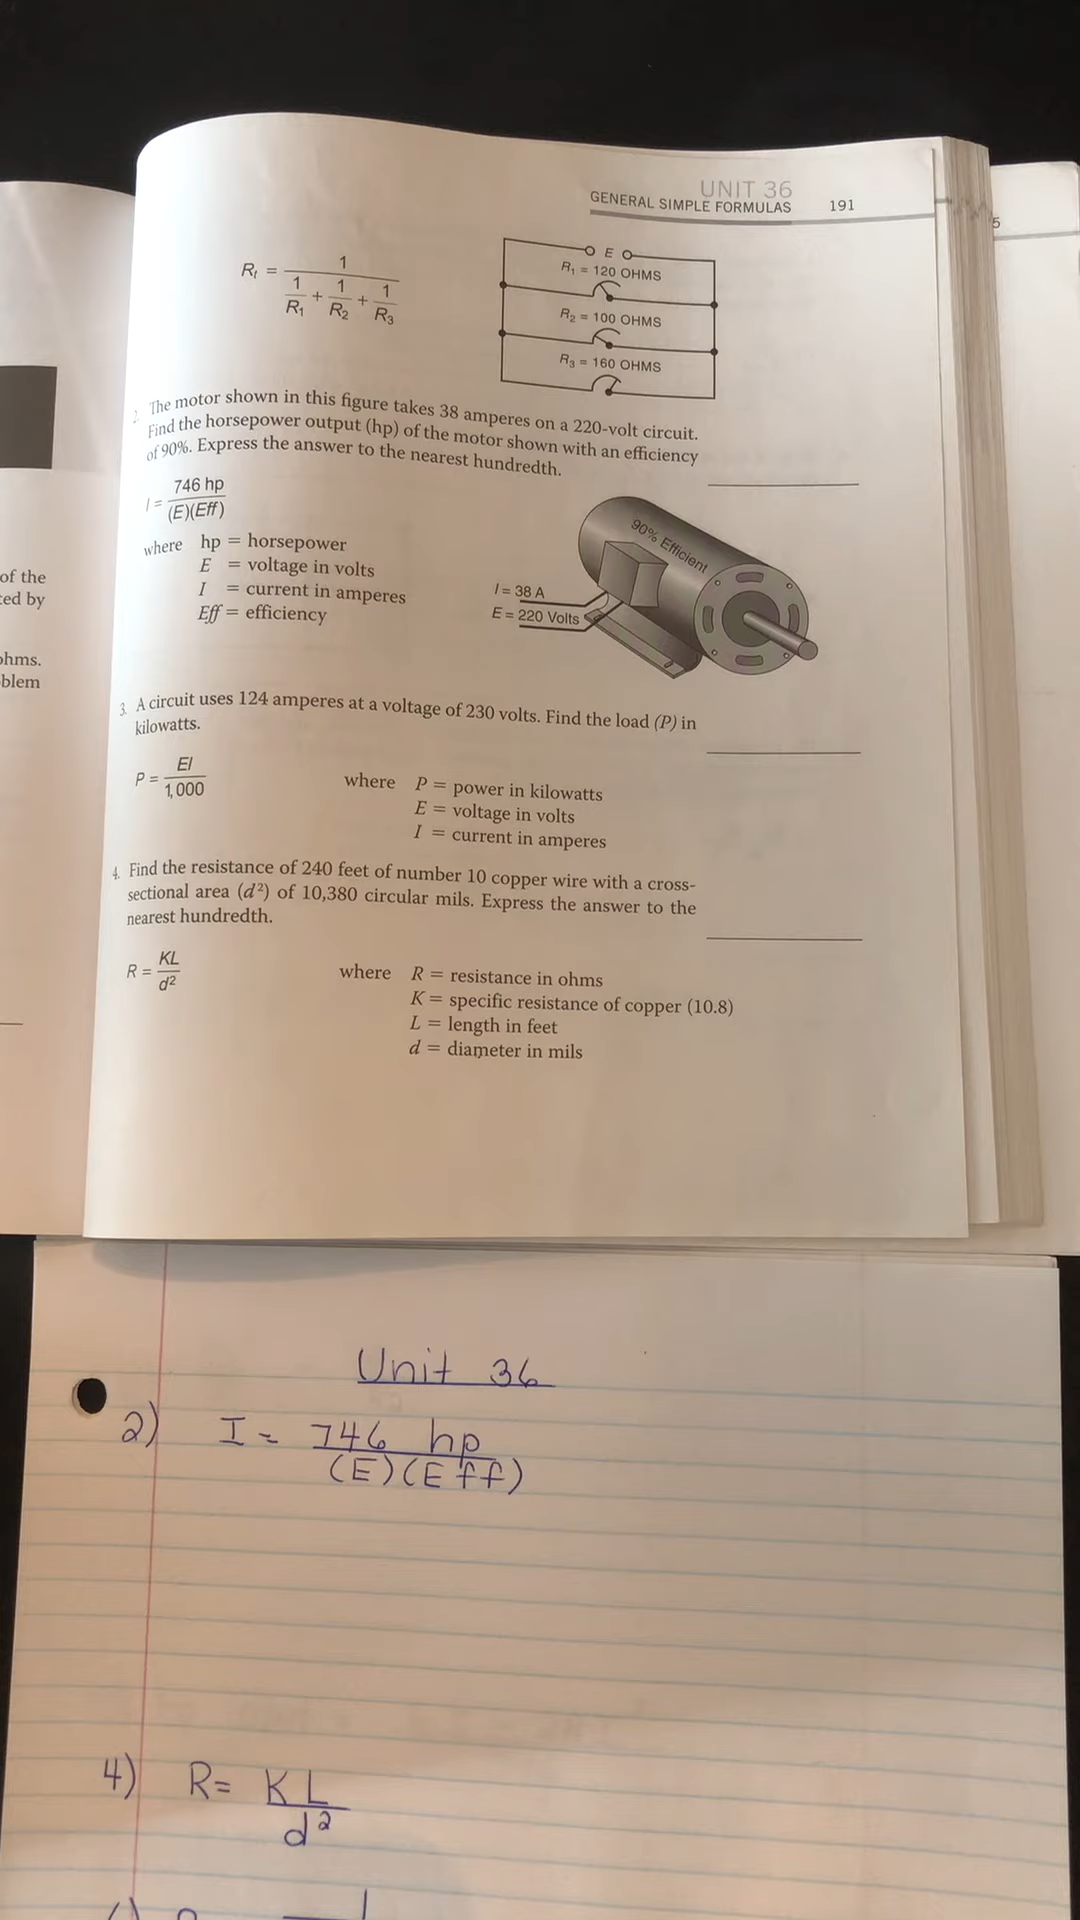 UNIT 36
GENERAL SIMPLE FORMULAS 191
5
R_t = 1 / (1/R₁ + 1/R₂ + 1/R₃)
E
R₁ = 120 OHMS
R₂ = 100 OHMS
R₃ = 160 OHMS
2. The motor shown in this figure takes 38 amperes on a 220-volt circuit.
Find the horsepower output (hp) of the motor shown with an efficiency
of 90%. Express the answer to the nearest hundredth.
I = 746 hp / (E)(Eff)
where hp = horsepower
E = voltage in volts
I = current in amperes
Eff = efficiency
90% Efficient
I = 38 A
E = 220 Volts
of the
ted by
ohms.
blem
3. A circuit uses 124 amperes at a voltage of 230 volts. Find the load (P) in
kilowatts.
P = EI / 1,000
where P = power in kilowatts
E = voltage in volts
I = current in amperes
4. Find the resistance of 240 feet of number 10 copper wire with a cross-
sectional area (d²) of 10,380 circular mils. Express the answer to the
nearest hundredth.
R = KL / d²
where R = resistance in ohms
K = specific resistance of copper (10.8)
L = length in feet
d = diameter in mils
Unit 36
2) I = 746 hp / (E)(Eff)
4) R = KL / d²